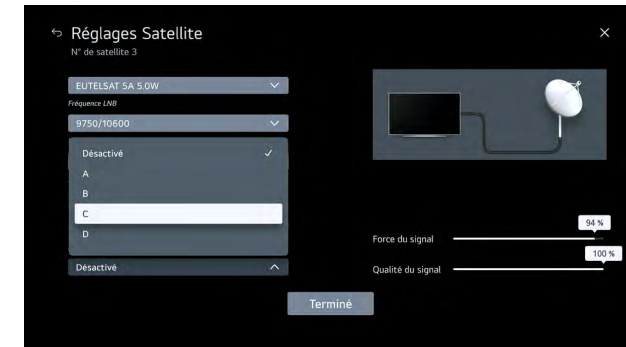 Réglages Satellite
N° de satellite 3
EUTELSAT 5A 5.0W
Fréquence LNB
9750/10600
Désactivé
A
B
C
D
Désactivé
94 %
Force du signal
100 %
Qualité du signal
Terminé